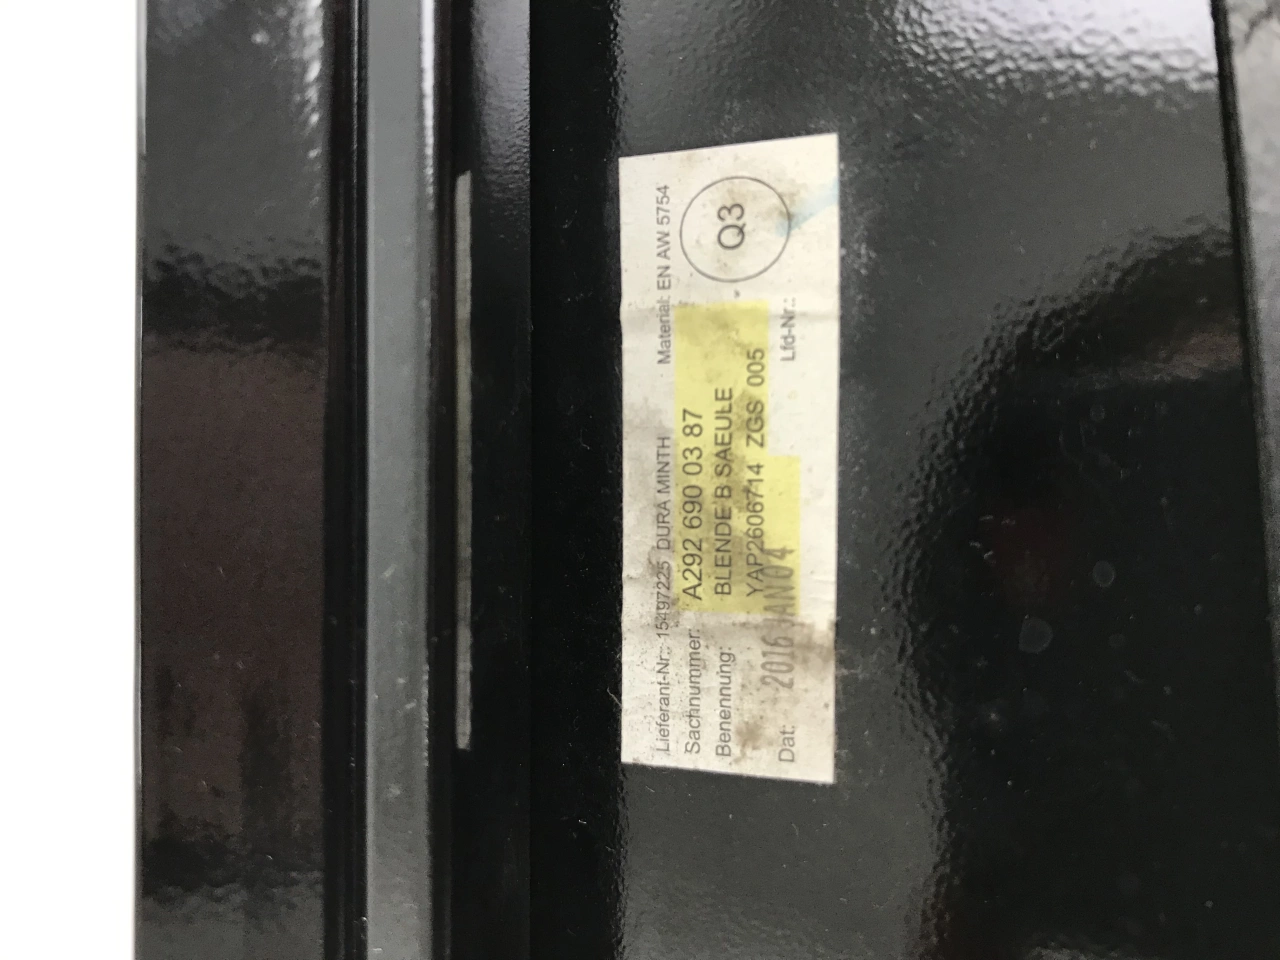 Lieferant-Nr.: 15497225 DURA MINTH Material: EN AW 5754
Sachnummer: A292 690 03 87
Benennung: BLENDE B SAEULE
YAP2606714 ZGS 005
Q3
Dat: 2016 JAN 04 Lfd-Nr.: